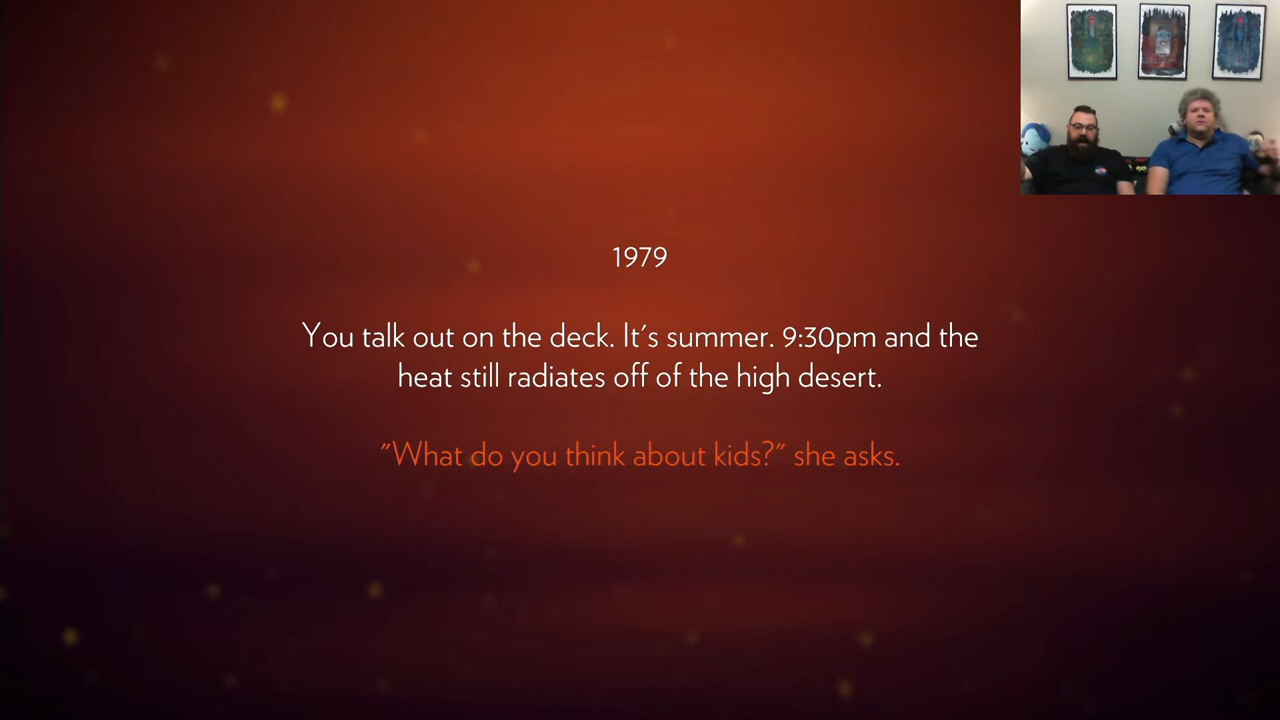 1979
You talk out on the deck. It's summer. 9:30pm and the
heat still radiates off of the high desert.
"What do you think about kids?" she asks.